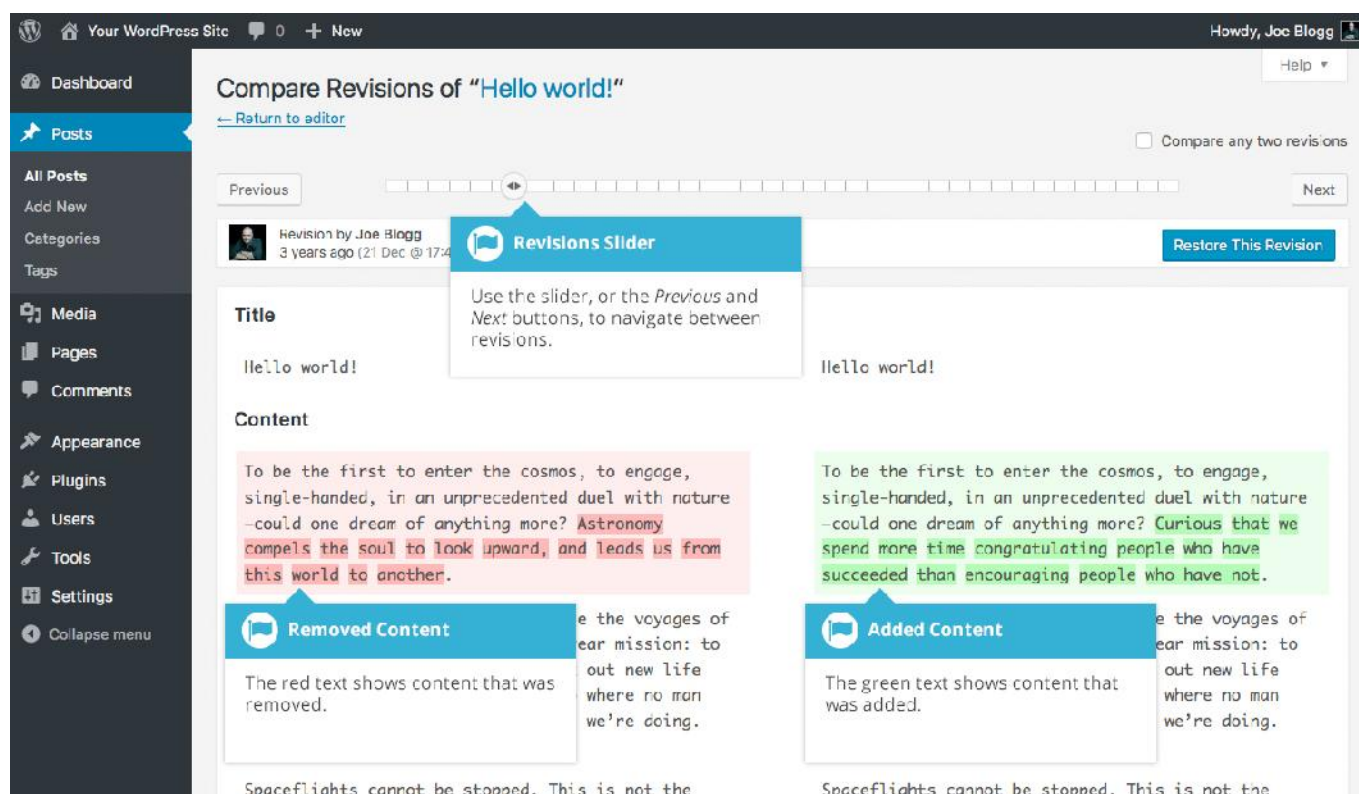 Your WordPress Site 0 + New Howdy, Joe Blogg
Help
Dashboard
Posts
All Posts
Add New
Categories
Tags
Media
Pages
Comments
Appearance
Plugins
Users
Tools
Settings
Collapse menu
Compare Revisions of “Hello world!“
← Return to editor
Compare any two revisions
Previous
Next
Revision by Joe Blogg
3 years ago (21 Dec @ 17:4
Restore This Revision
Revisions Slider
Use the slider, or the Previous and
Next buttons, to navigate between
revisions.
Title
Hello world!
Hello world!
Content
To be the first to enter the cosmos, to engage,
single-handed, in an unprecedented duel with nature
—could one dream of anything more? Astronomy
compels the soul to look upward, and leads us from
this world to another.
To be the first to enter the cosmos, to engage,
single-handed, in an unprecedented duel with nature
—could one dream of anything more? Curious that we
spend more time congratulating people who have
succeeded than encouraging people who have not.
Removed Content
The red text shows content that was
removed.
e the voyages of
ear mission: to
out new life
where no man
we’re doing.
Added Content
The green text shows content that
was added.
e the voyages of
ear mission: to
out new life
where no man
we’re doing.
Spaceflights cannot be stopped. This is not the
Spaceflights cannot be stopped. This is not the